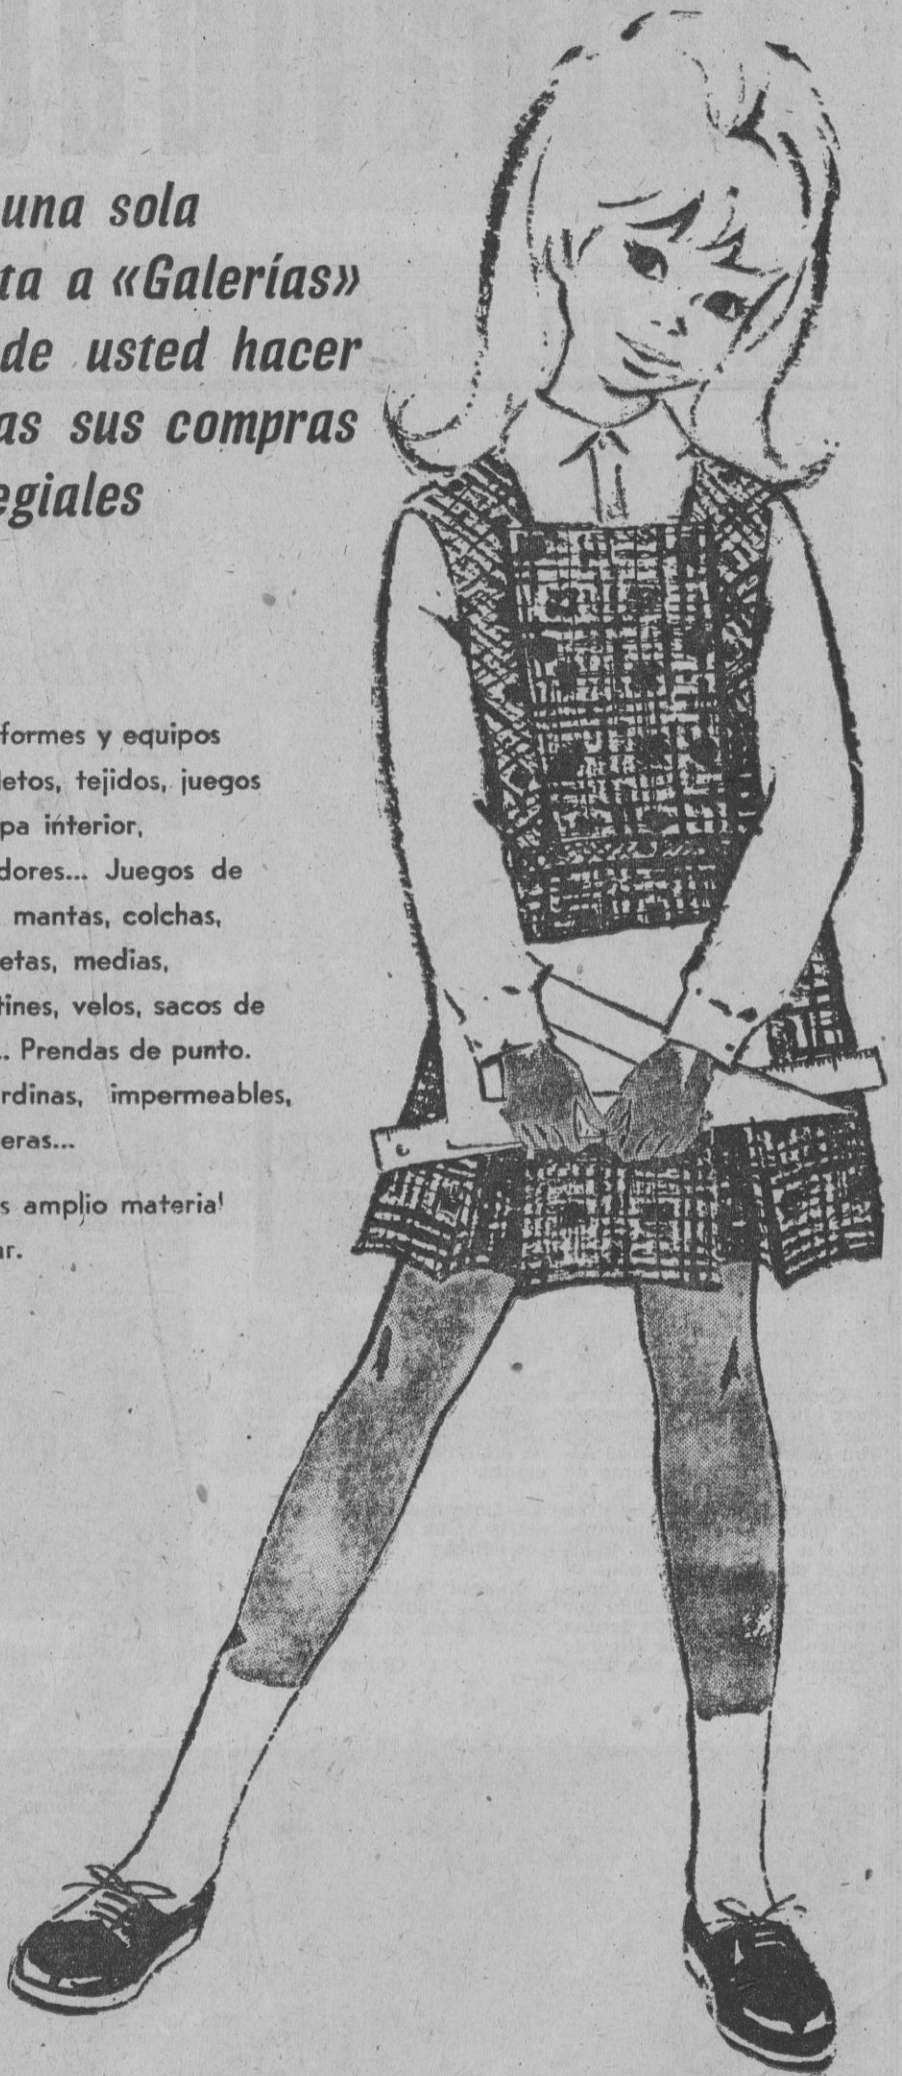 una sola
ta a «Galerías»
de usted hacer
as sus compras
egiales
formes y equipos
letos, tejidos, juegos
pa interior,
dores... Juegos de
mantas, colchas,
etas, medias,
tines, velos, sacos de
.. Prendas de punto.
rdinas, impermeables,
eras...
s amplio material
ar.